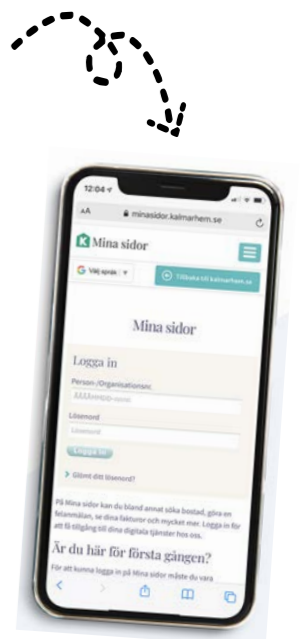 12:04
AA minasidor.kalmarhem.se
K Mina sidor
G Välj språk ▼
Tillbaka till kalmarhem.se
Mina sidor
Logga in
Person-/Organisationsnr.
ÅÅÅÅMMDD-xxxx
Lösenord
Lösenord
Logga in
Glömt ditt lösenord?
På Mina sidor kan du bland annat söka bostad, göra en
felanmälan, se dina fakturor och mycket mer. Logga in för
att få tillgång till dina digitala tjänster hos oss.
Är du här för första gången?
För att kunna logga in på Mina sidor måste du vara